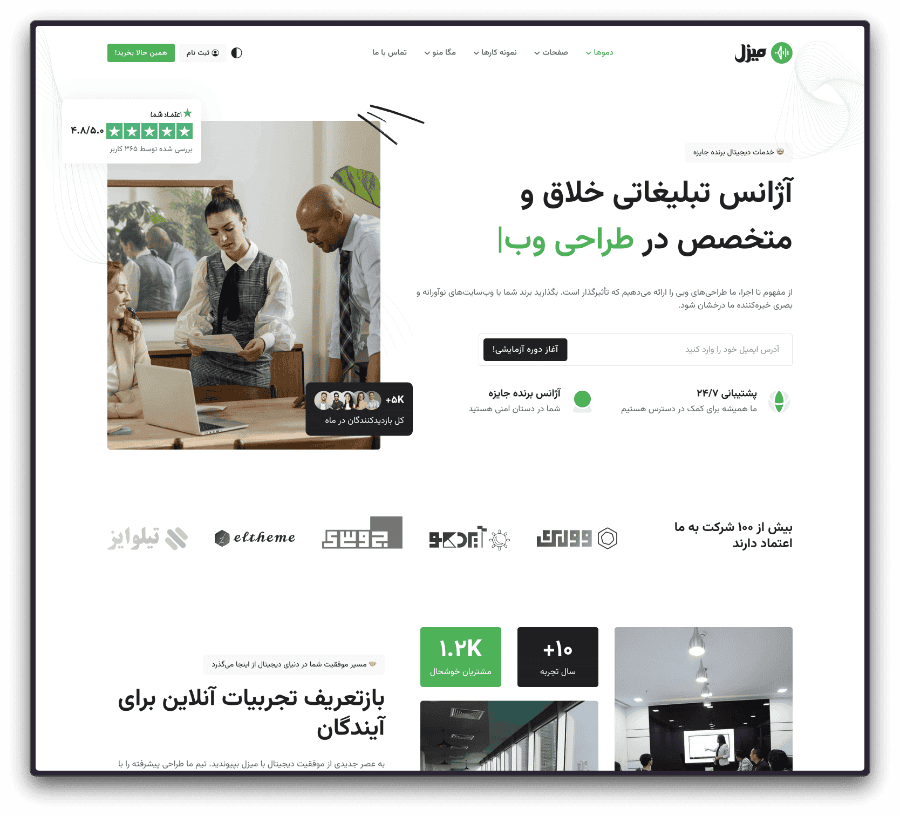 میزل
دموها
صفحات
نمونه کارها
مگا منو
تماس با ما
ثبت نام
همین حالا بخرید!
خدمات دیجیتال برنده جایزه
آژانس تبلیغاتی خلاق و
متخصص در طراحی وب|
از مفهوم تا اجرا، ما طراحی‌های وبی را ارائه می‌دهیم که تأثیرگذار است. بگذارید برند شما با وب‌سایت‌های نوآورانه و
بصری خیره‌کننده ما درخشان شود.
آدرس ایمیل خود را وارد کنید
آغاز دوره آزمایشی!
پشتیبانی ۲۴/۷
ما همیشه برای کمک در دسترس هستیم
آژانس برنده جایزه
شما در دستان امنی هستید
اعتماد شما
۴.۸/۵.۰
بررسی شده توسط ۳۶۵ کاربر
+۵K
کل بازدیدکنندگان در ماه
بیش از ۱۰۰ شرکت به ما
اعتماد دارند
eltheme
تیلوایز
+۱۰
سال تجربه
۱.۲K
مشتریان خوشحال
مسیر موفقیت شما در دنیای دیجیتال از اینجا می‌گذرد
بازتعریف تجربیات آنلاین برای
آیندگان
به عصر جدیدی از موفقیت دیجیتال با میزل بپیوندید. تیم ما طراحی پیشرفته را با